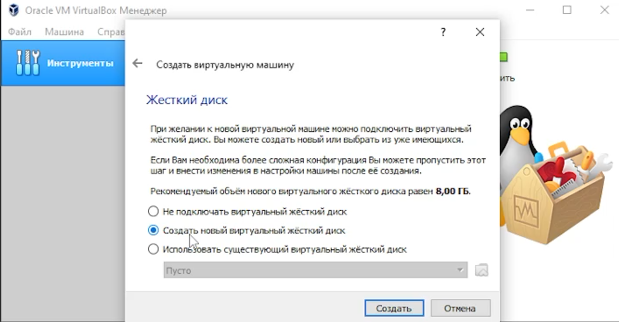 Oracle VM VirtualBox Менеджер
Файл Машина Справ
Инструменты
?
Создать виртуальную машину
Жесткий диск
При желании к новой виртуальной машине можно подключить виртуальный
жёсткий диск. Вы можете создать новый или выбрать из уже имеющихся.
Если Вам необходима более сложная конфигурация Вы можете пропустить этот
шаг и внести изменения в настройки машины после её создания.
Рекомендуемый объём нового виртуального жёсткого диска равен 8,00 ГБ.
Не подключать виртуальный жёсткий диск
Создать новый виртуальный жёсткий диск
Использовать существующий виртуальный жёсткий диск
Пусто
Создать Отмена
ить